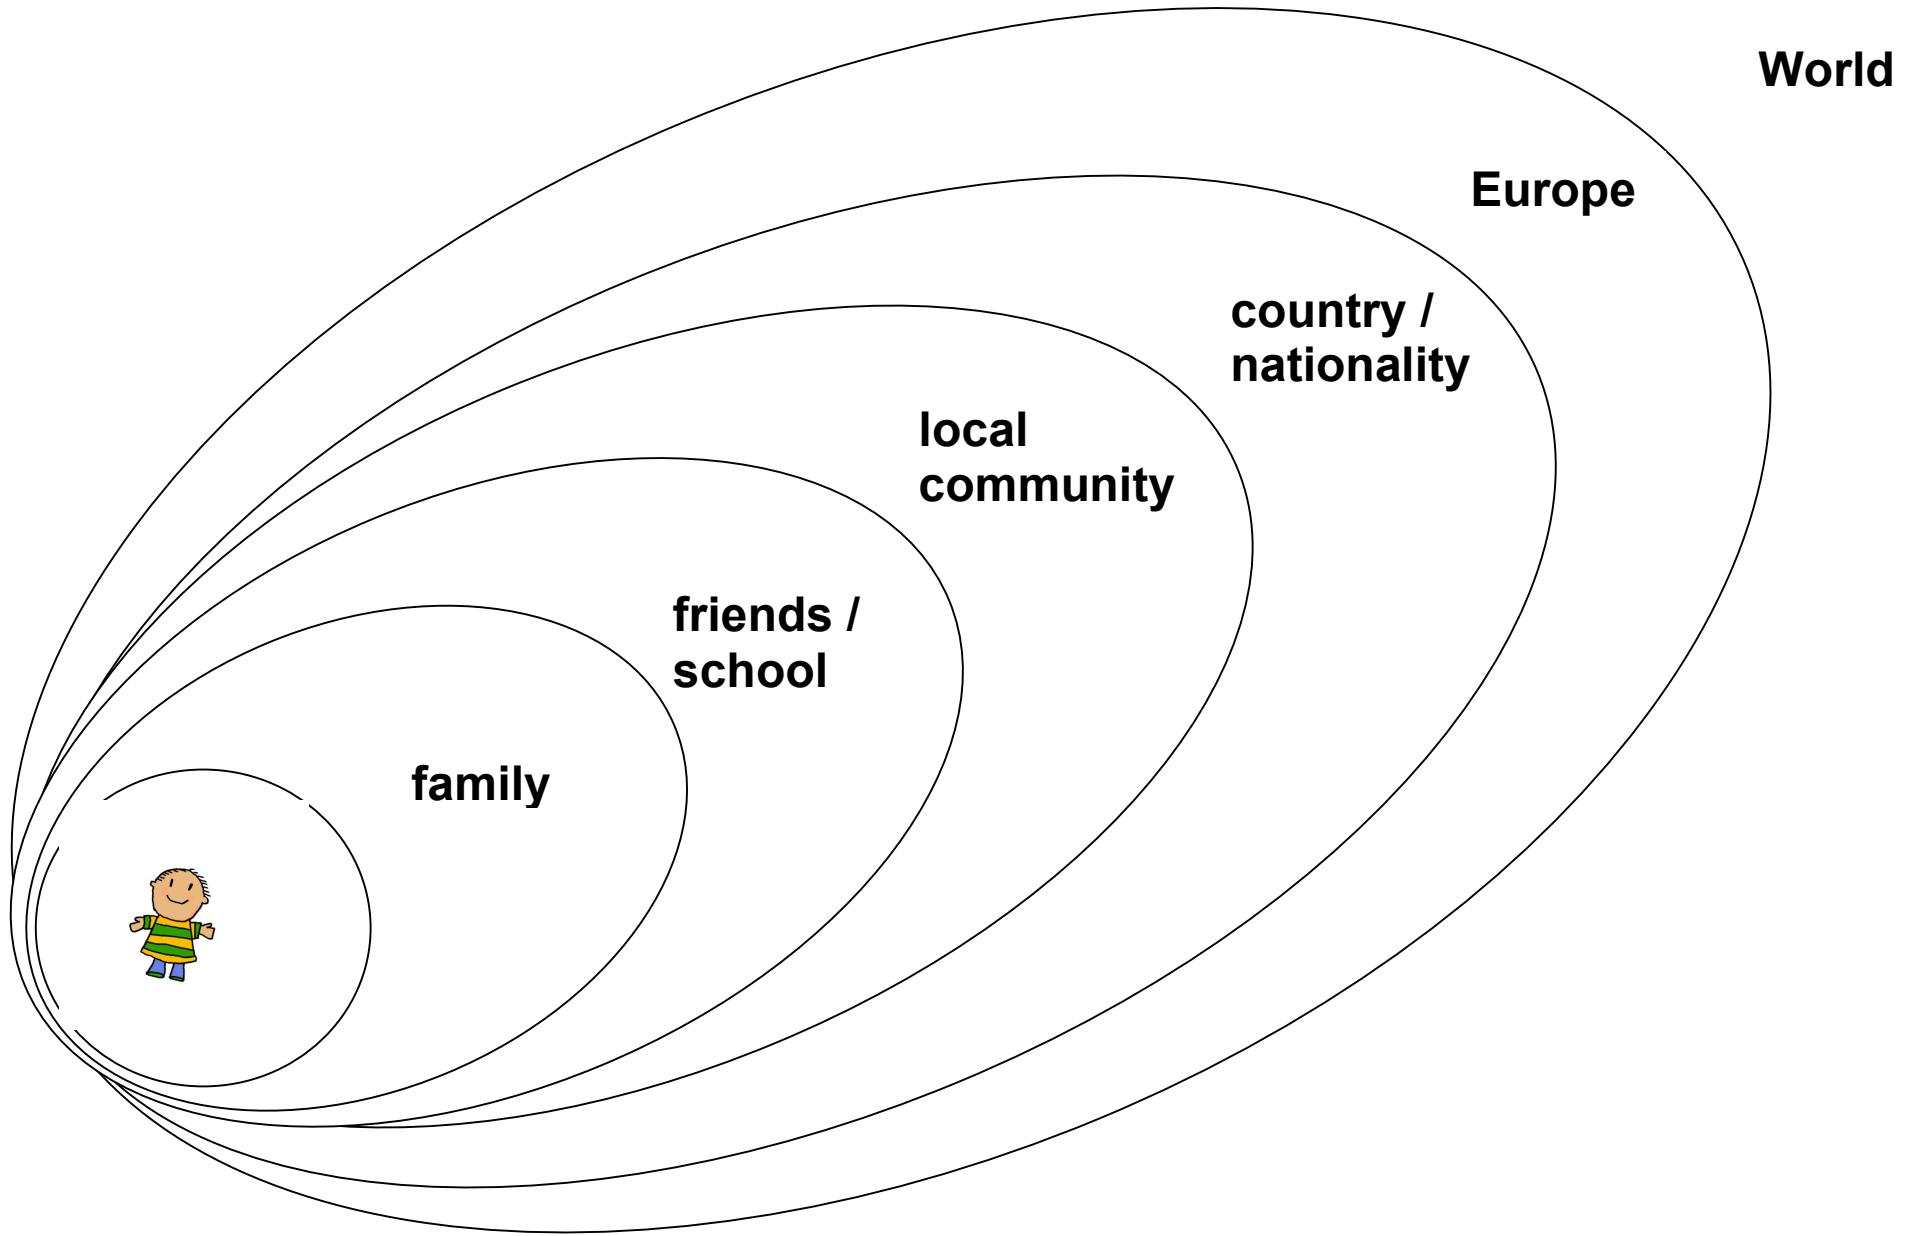 World
Europe
country /
nationality
local
community
friends /
school
family